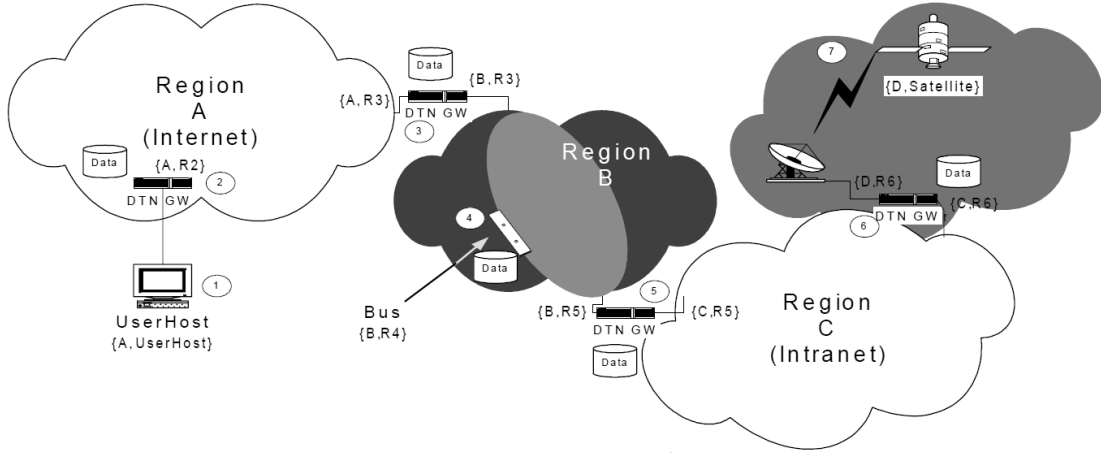 Region
A
(Internet)
Data
{A,R2}
DTN GW
2
1
UserHost
{A,UserHost}
Data
{A,R3}
{B,R3}
DTN GW
3
Region
B
4
Data
Bus
{B,R4}
5
{B,R5}
{C,R5}
DTN GW
Data
7
{D,Satellite}
Data
{D,R6}
{C,R6}
DTN GW
6
Region
C
(Intranet)